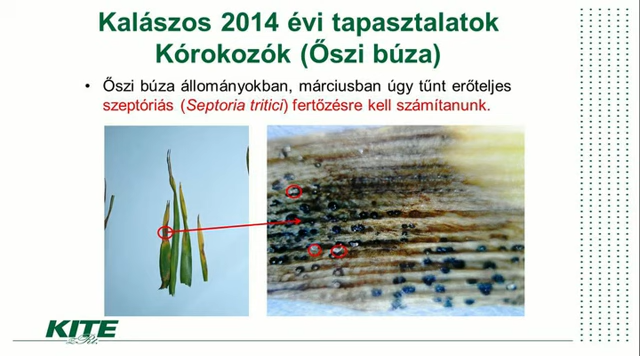 Kalászos 2014 évi tapasztalatok
Kórokozók (Őszi búza)
• Őszi búza állományokban, márciusban úgy tűnt erőteljes
szeptóriás (Septoria tritici) fertőzésre kell számítanunk.
KITE
Zrt.